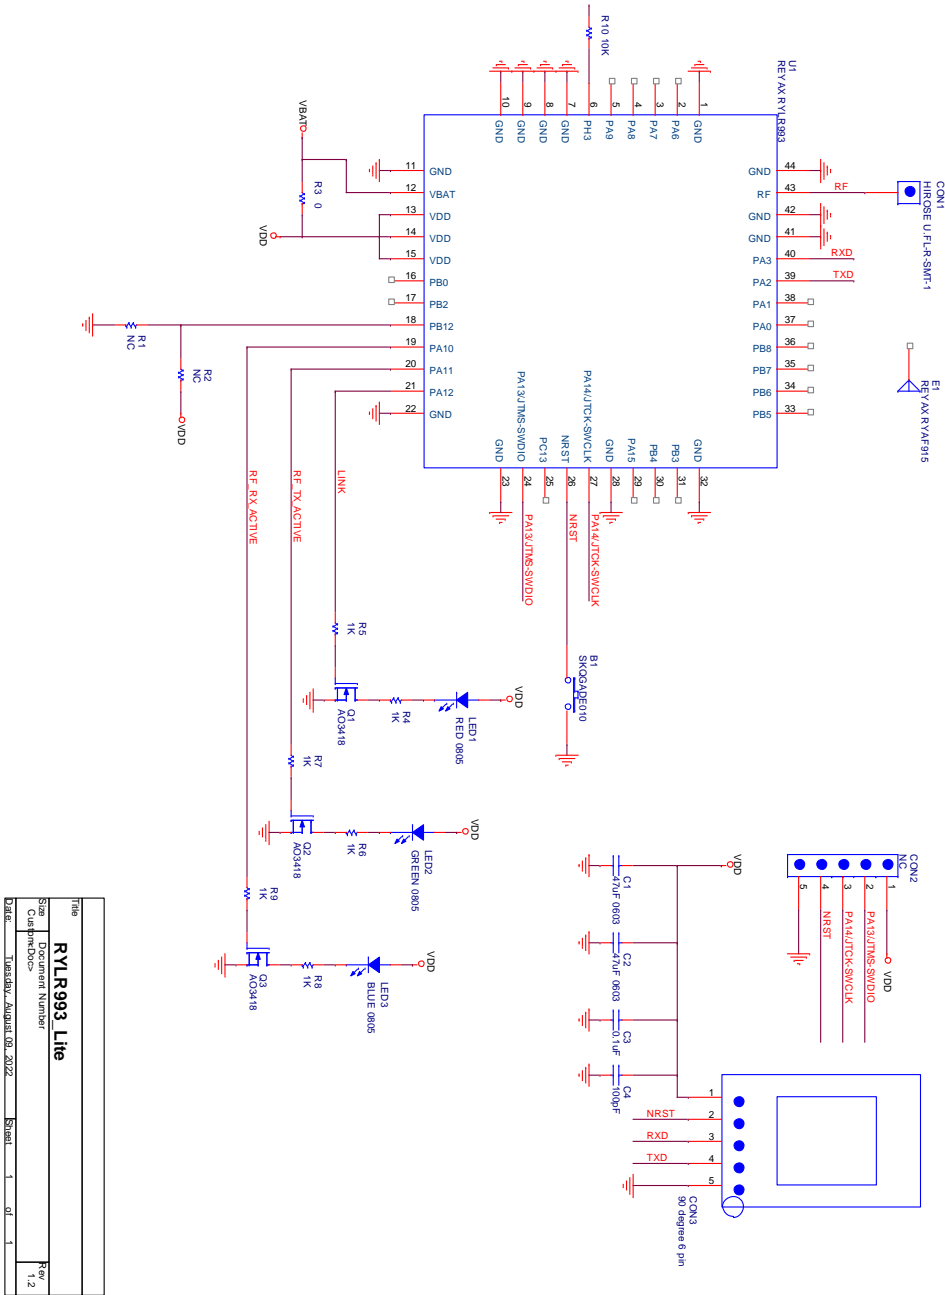 R10 10K
U1
REYAX RYLR993
10
9
8
7
6
5
4
3
2
1
GND
GND
GND
GND
PH3
PA9
PA8
PA7
PA6
GND
11
12
13
14
15
16
17
18
19
20
21
22
GND
VBAT
VDD
VDD
VDD
PB0
PB2
PB12
PA10
PA11
PA12
GND
GND
RF
GND
GND
PA3
PA2
PA1
PA0
PB8
PB7
PB6
PB5
44
43
42
41
40
39
38
37
36
35
34
33
GND
PA13/JTMS-SWDIO
PC13
NRST
PA14/JTCK-SWCLK
GND
PA15
PB4
PB3
GND
23
24
25
26
27
28
29
30
31
32
RF
RXD
TXD
CON1
HIROSE U.FL-R-SMT-1
E1
REYAX RYAF915
VBAT
R3 0
VDD
R1
NC
R2
NC
VDD
LINK
RF_TX_ACTIVE
RF_RX_ACTIVE
PA13/JTMS-SWDIO
NRST
PA14/JTCK-SWCLK
B1
SKQGADE010
R5
1K
Q1
AO3418
R4
1K
LED1
RED 0805
VDD
R7
1K
Q2
AO3418
R6
1K
LED2
GREEN 0805
VDD
R9
1K
Q3
AO3418
R8
1K
LED3
BLUE 0805
VDD
CON2
NC
1
2
3
4
5
VDD
PA13/JTMS-SWDIO
PA14/JTCK-SWCLK
NRST
VDD
C1
47uF 0603
C2
47uF 0603
C3
0.1uF
C4
100pF
1
2
3
4
5
NRST
RXD
TXD
CON3
90 degree 6 pin
Title
RYLR993_Lite
Size
Document Number
Rev
Custom
<Doc>
1.2
Date:
Tuesday, August 09, 2022
Sheet
1
of
1